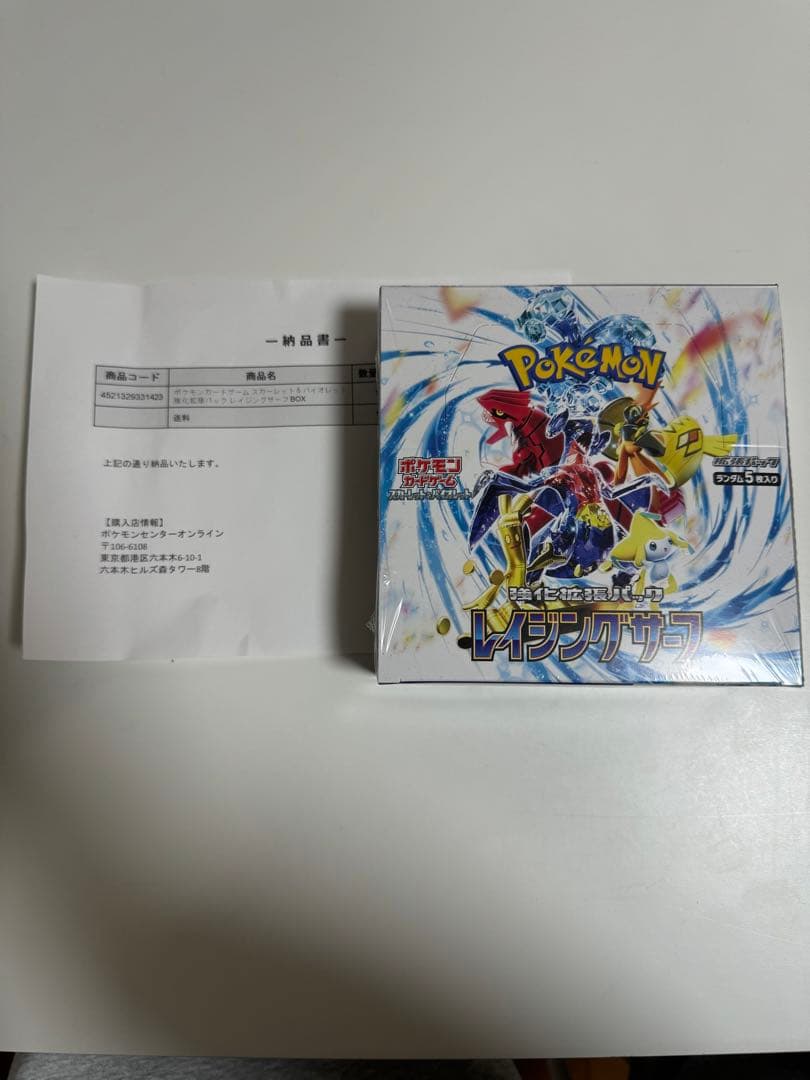 ー納品書ー
商品コード 商品名 数量
4521329331423 ポケモンカードゲーム スカーレット&バイオレット
強化拡張パック レイジングサーフBOX
送料
上記の通り納品いたします。
【購入店情報】
ポケモンセンターオンライン
〒106-6108
東京都港区六本木6-10-1
六本木ヒルズ森タワー8階
POKÉMON
ポケモン
カードゲーム
スカーレット&バイオレット
拡張パック
ランダム5枚入り
強化拡張パック
レイジングサーフ